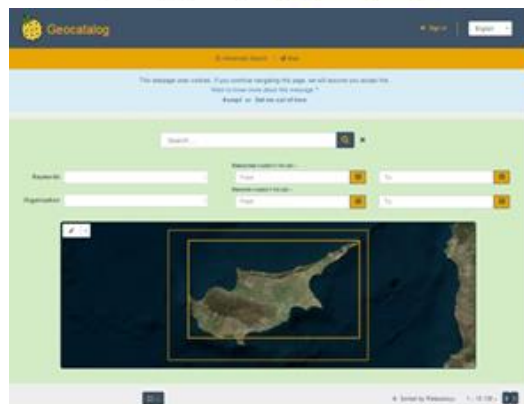 Geocatalog
Sign in
English
Advanced Search
Map
This webpage uses cookies. If you continue navigating this page, we will assume you accept this.
Want to know more about this message ?
Accept or Get me out of here
Search ...
Keywords
From
To
Organisation
From
To
Sorted by Relevancy